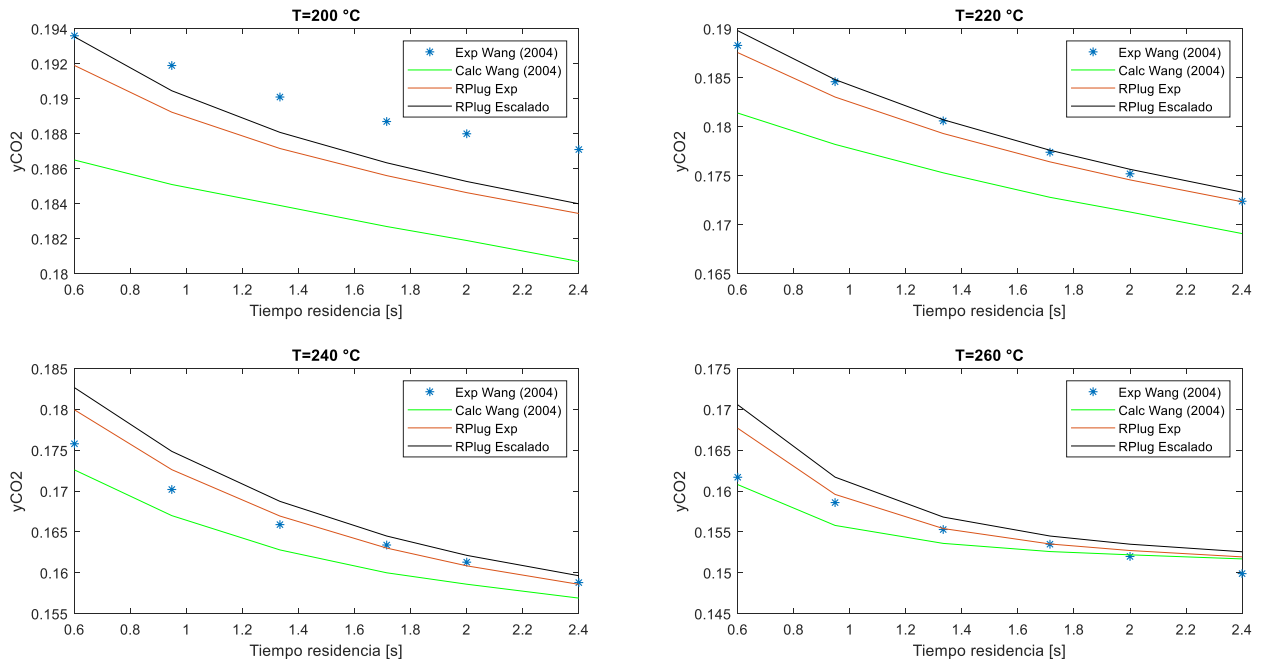 T=200 °C
0.194
0.192
0.19
0.188
0.186
0.184
0.182
0.18
yCO2
0.6 0.8 1 1.2 1.4 1.6 1.8 2 2.2 2.4
Tiempo residencia [s]
Exp Wang (2004)
Calc Wang (2004)
RPlug Exp
RPlug Escalado
T=220 °C
0.19
0.185
0.18
0.175
0.17
0.165
yCO2
0.6 0.8 1 1.2 1.4 1.6 1.8 2 2.2 2.4
Tiempo residencia [s]
Exp Wang (2004)
Calc Wang (2004)
RPlug Exp
RPlug Escalado
T=240 °C
0.185
0.18
0.175
0.17
0.165
0.16
0.155
yCO2
0.6 0.8 1 1.2 1.4 1.6 1.8 2 2.2 2.4
Tiempo residencia [s]
Exp Wang (2004)
Calc Wang (2004)
RPlug Exp
RPlug Escalado
T=260 °C
0.175
0.17
0.165
0.16
0.155
0.15
0.145
yCO2
0.6 0.8 1 1.2 1.4 1.6 1.8 2 2.2 2.4
Tiempo residencia [s]
Exp Wang (2004)
Calc Wang (2004)
RPlug Exp
RPlug Escalado